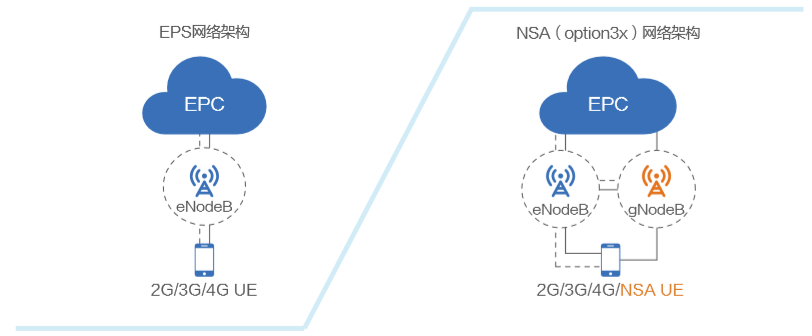 EPS网络架构
EPC
eNodeB
2G/3G/4G UE
NSA（option3x）网络架构
EPC
eNodeB
gNodeB
2G/3G/4G/NSA UE